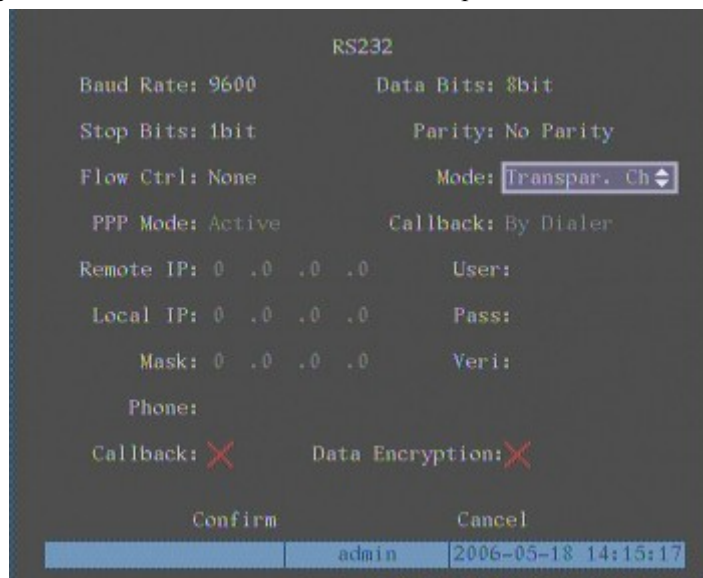 RS232
Baud Rate: 9600 Data Bits: 8bit
Stop Bits: 1bit Parity: No Parity
Flow Ctrl: None Mode: Transpar. Ch
PPP Mode: Active Callback: By Dialer
Remote IP: 0 .0 .0 .0 User:
Local IP: 0 .0 .0 .0 Pass:
Mask: 0 .0 .0 .0 Veri:
Phone:
Callback: Data Encryption:
Confirm Cancel
admin 2006-05-18 14:15:17